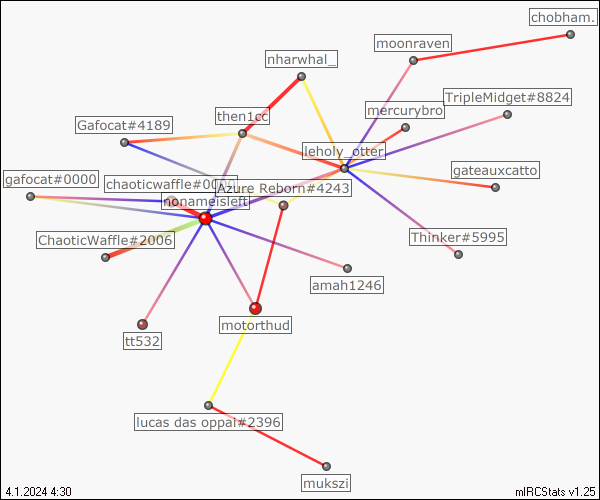 chobham.
moonraven
nharwhal_
TripleMidget#8824
mercurybro
then1cc
Gafocat#4189
leholy_otter
gateauxcatto
gafocat#0000
chaoticwaffle#0000
Azure Reborn#4243
nonameisleft
ChaoticWaffle#2006
Thinker#5995
amah1246
motorthud
tt532
lucas das oppai#2396
mukszi
4.1.2024 4:30
mIRCStats v1.25